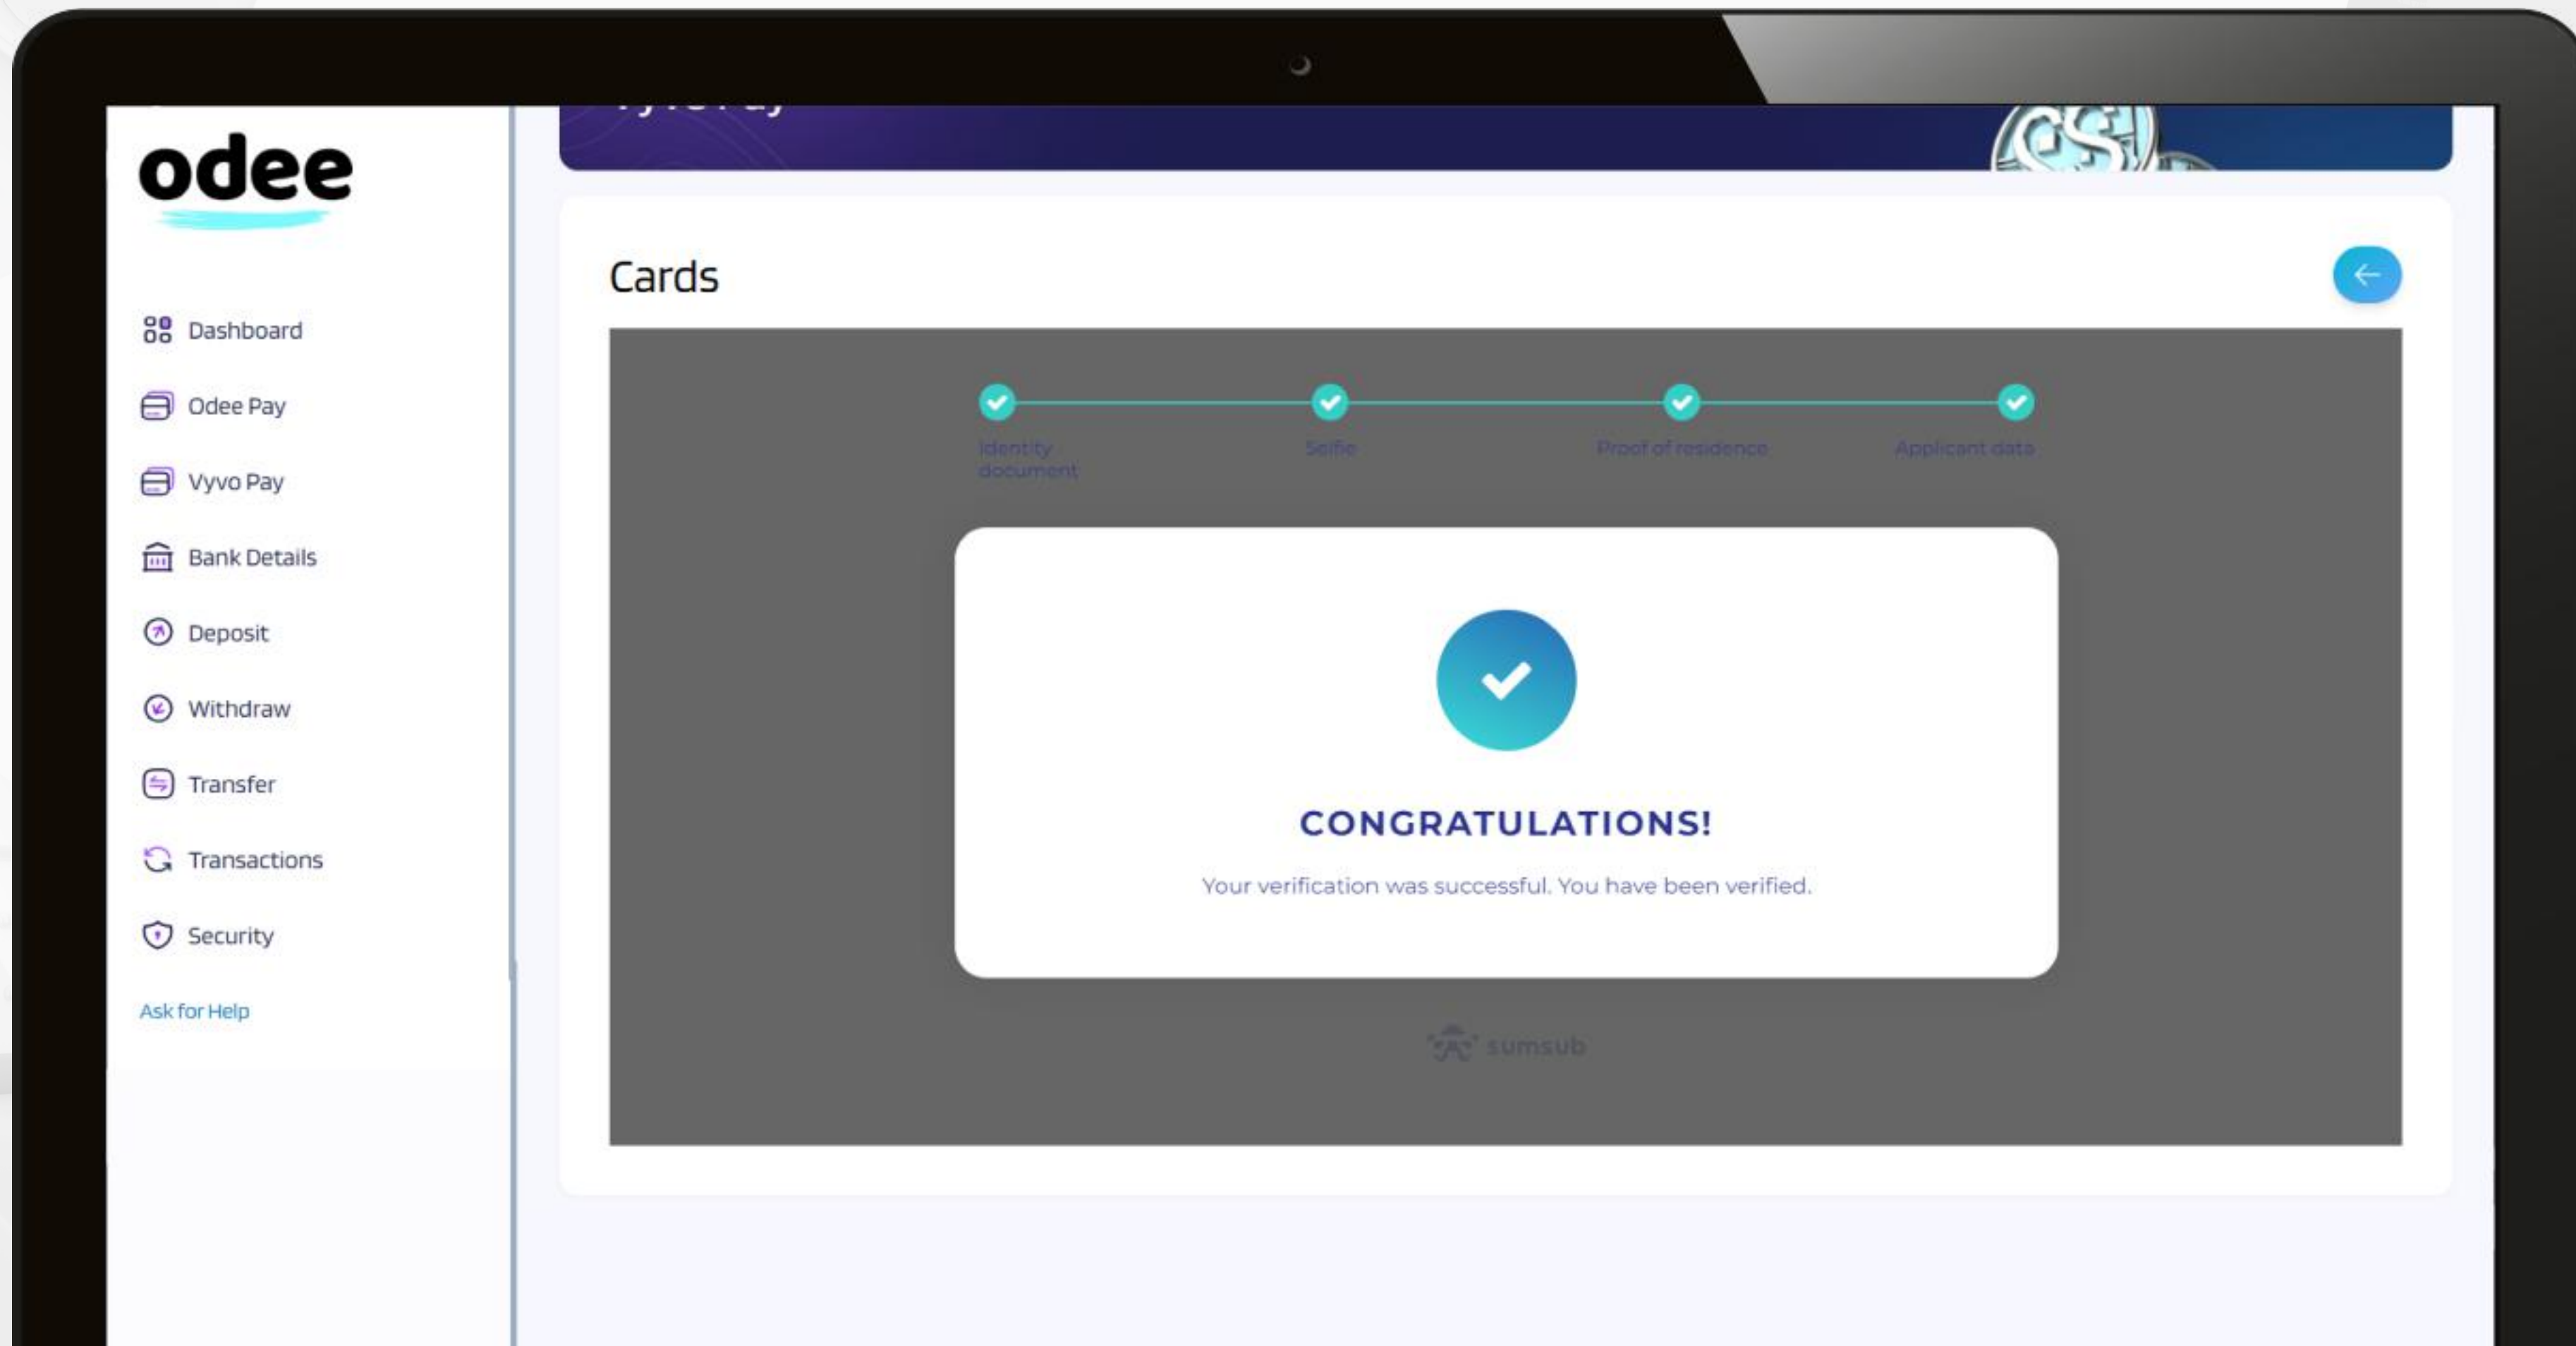 odee
Dashboard
Odee Pay
Vyvo Pay
Bank Details
Deposit
Withdraw
Transfer
Transactions
Security
Ask for Help
Cards
Identity
document
Selfie
Proof of residence
Applicant data
CONGRATULATIONS!
Your verification was successful. You have been verified.
sumsub